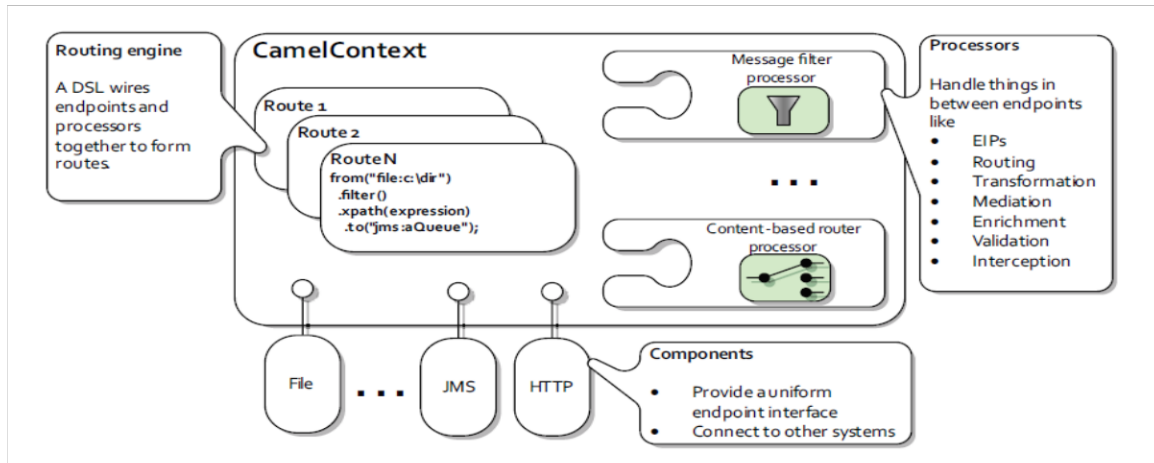 Routing engine
A DSL wires
endpoints and
processors
together to form
routes.
CamelContext
Route 1
Route 2
Route N
from("file:c:\dir")
.filter()
.xpath(expression)
.to("jms:aQueue");
Message filter
processor
...
Content-based router
processor
Processors
Handle things in
between endpoints
like
• EIPs
• Routing
• Transformation
• Mediation
• Enrichment
• Validation
• Interception
File
...
JMS
HTTP
Components
• Provide a uniform
endpoint interface
• Connect to other systems